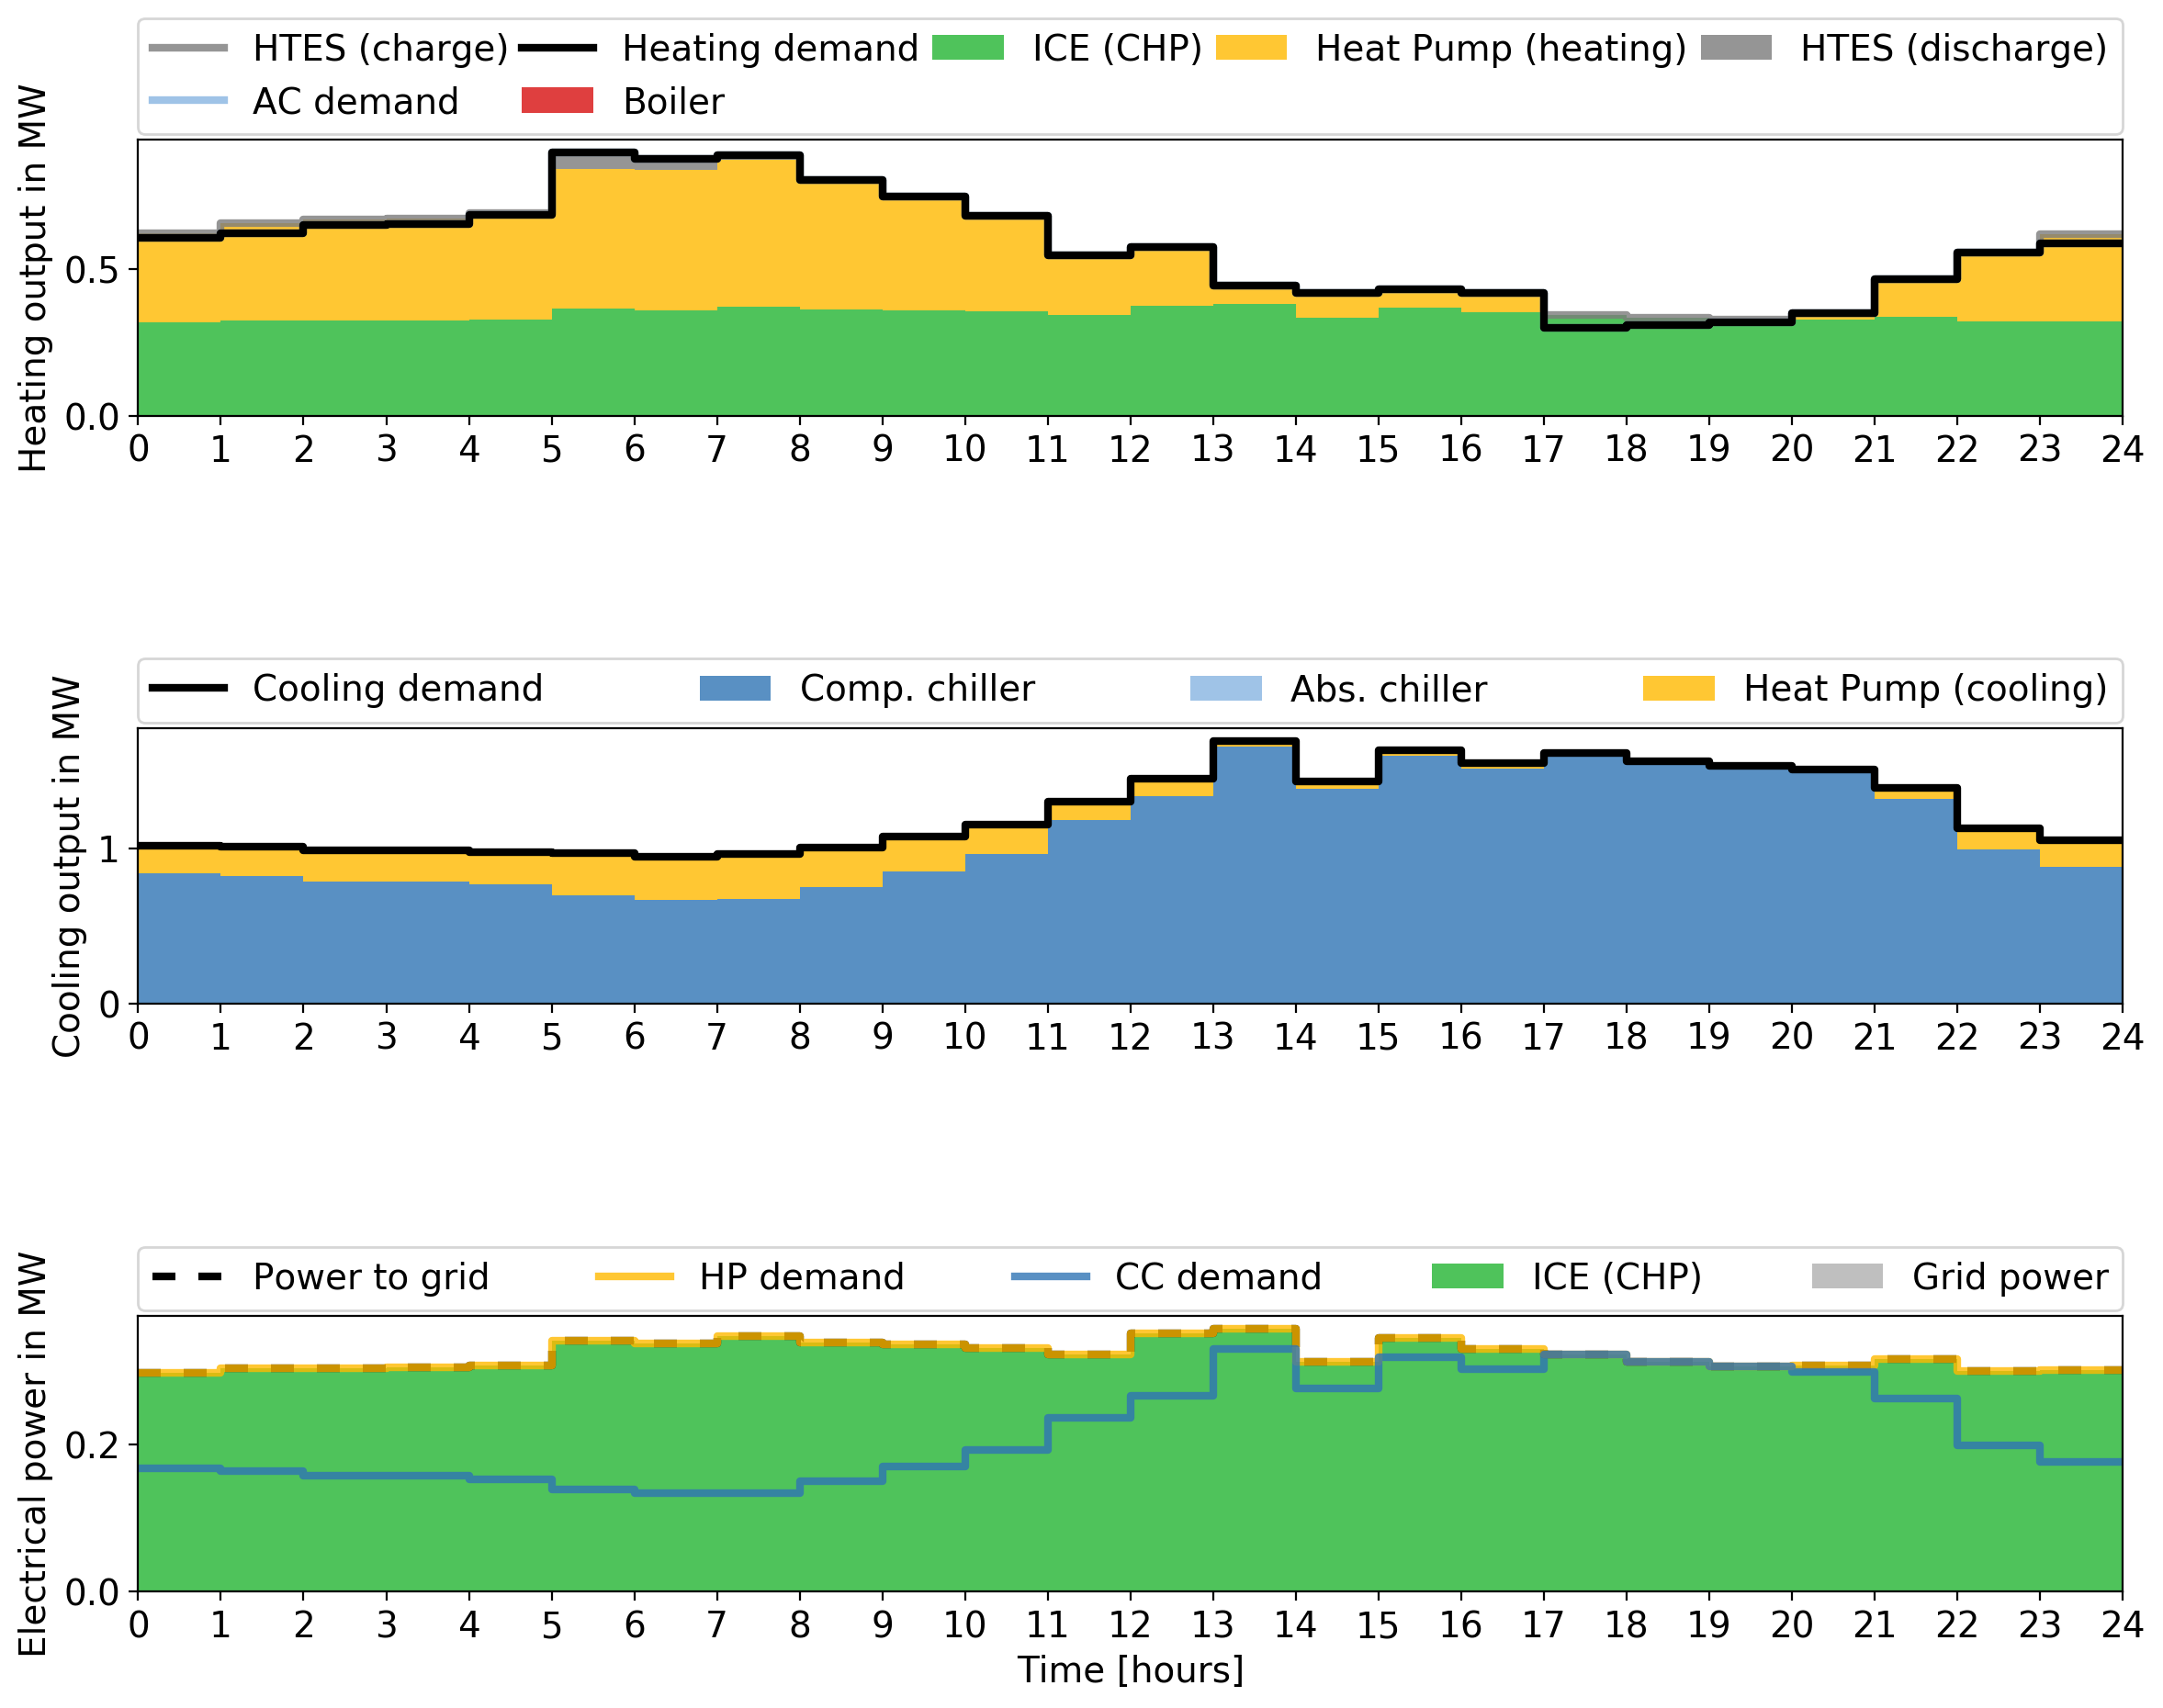 HTES (charge) Heating demand ICE (CHP) Heat Pump (heating) HTES (discharge)
AC demand Boiler
Heating output in MW
0.5
0.0
0 1 2 3 4 5 6 7 8 9 10 11 12 13 14 15 16 17 18 19 20 21 22 23 24
Cooling demand Comp. chiller Abs. chiller Heat Pump (cooling)
Cooling output in MW
1
0
0 1 2 3 4 5 6 7 8 9 10 11 12 13 14 15 16 17 18 19 20 21 22 23 24
Power to grid HP demand CC demand ICE (CHP) Grid power
Electrical power in MW
0.2
0.0
0 1 2 3 4 5 6 7 8 9 10 11 12 13 14 15 16 17 18 19 20 21 22 23 24
Time [hours]